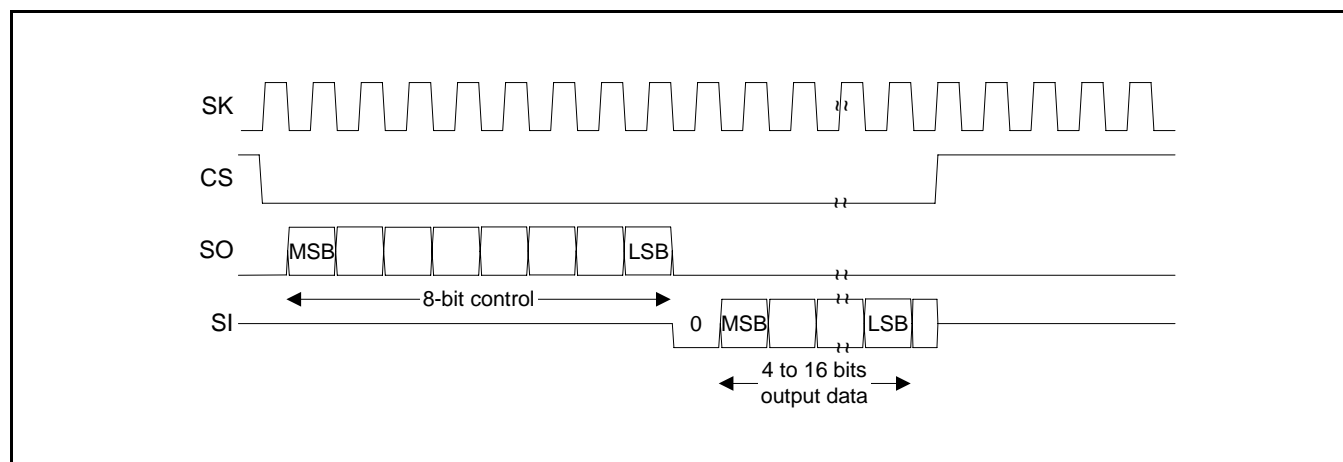 SK
CS
SO
MSB
LSB
8-bit control
SI
0
MSB
LSB
4 to 16 bits
output data